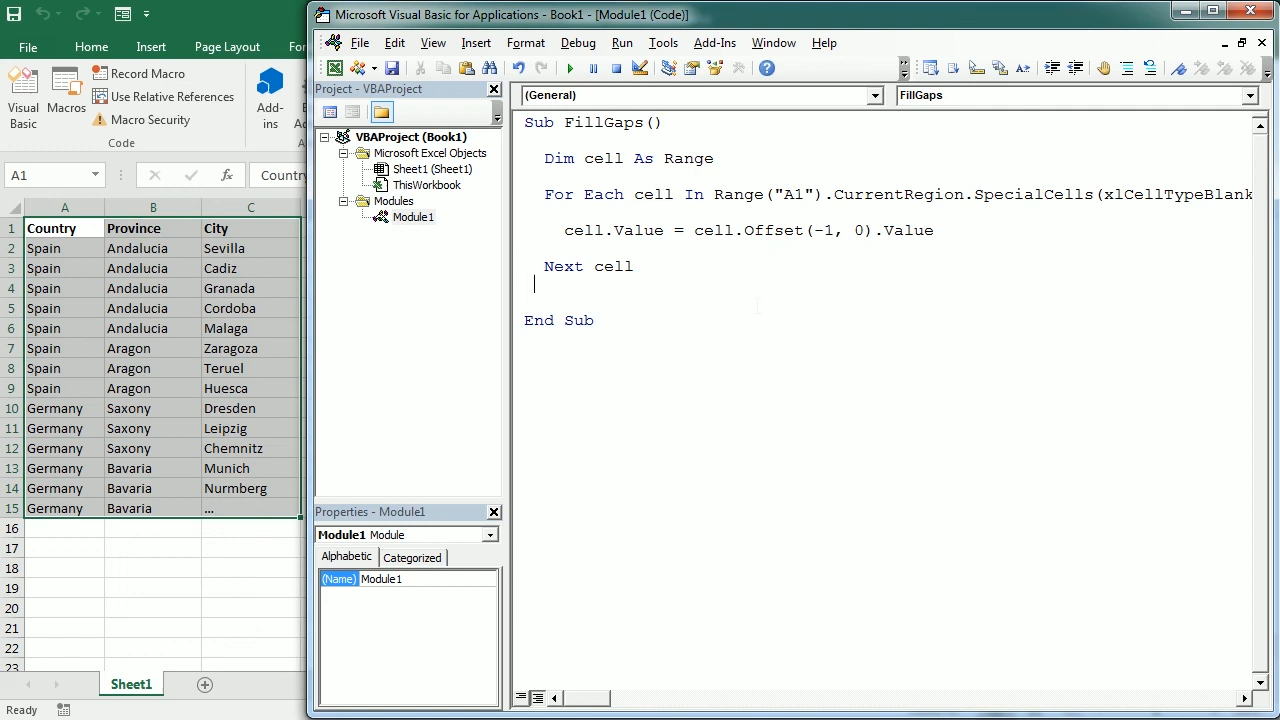 File
Home
Insert
Page Layout
Visual
Basic
Macros
Record Macro
Use Relative References
Macro Security
Add-
ins
Code
A1
fx
Country
A B C
1 Country Province City
2 Spain Andalucia Sevilla
3 Spain Andalucia Cadiz
4 Spain Andalucia Granada
5 Spain Andalucia Cordoba
6 Spain Andalucia Malaga
7 Spain Aragon Zaragoza
8 Spain Aragon Teruel
9 Spain Aragon Huesca
10 Germany Saxony Dresden
11 Germany Saxony Leipzig
12 Germany Saxony Chemnitz
13 Germany Bavaria Munich
14 Germany Bavaria Nurmberg
15 Germany Bavaria ...
16
17
18
19
20
21
22
23
Sheet1
Ready
Microsoft Visual Basic for Applications - Book1 - [Module1 (Code)]
File Edit View Insert Format Debug Run Tools Add-Ins Window Help
Project - VBAProject
VBAProject (Book1)
Microsoft Excel Objects
Sheet1 (Sheet1)
ThisWorkbook
Modules
Module1
Properties - Module1
Module1 Module
Alphabetic Categorized
(Name) Module1
(General) FillGaps
Sub FillGaps()
Dim cell As Range
For Each cell In Range("A1").CurrentRegion.SpecialCells(xlCellTypeBlank
cell.Value = cell.Offset(-1, 0).Value
Next cell
End Sub